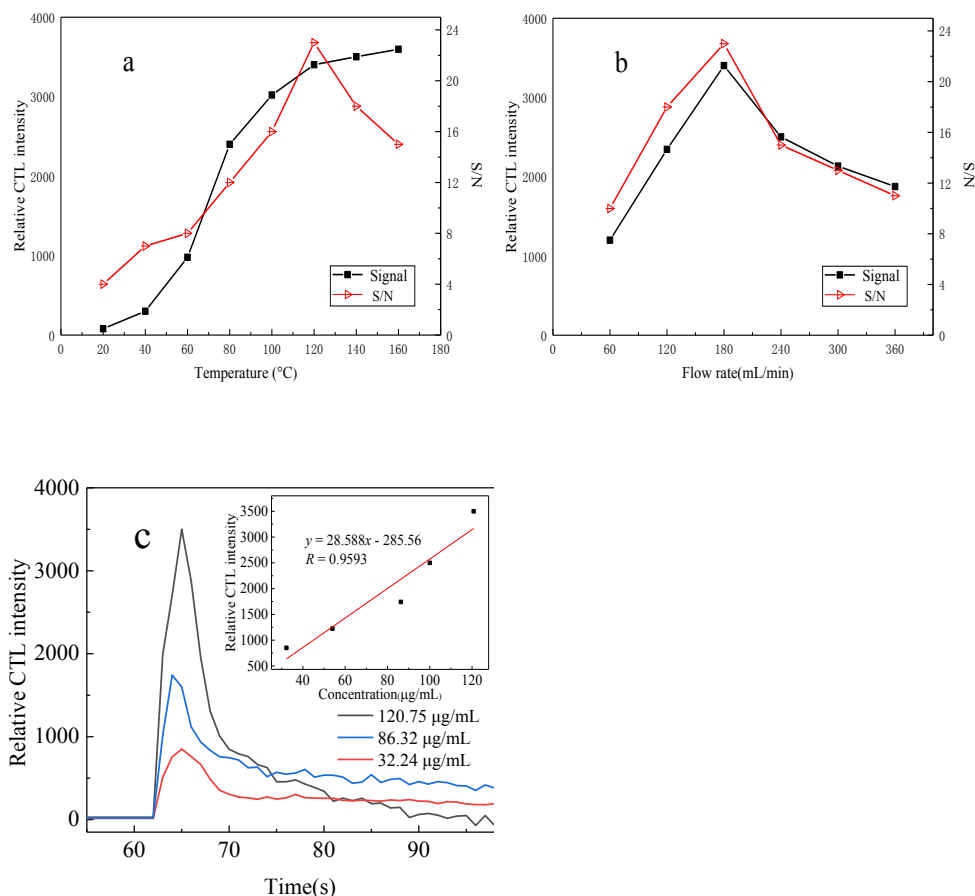 a
4000
3000
2000
1000
0
Relative CTL intensity
24
20
16
12
8
4
0
S/N
Signal
S/N
0 20 40 60 80 100 120 140 160 180
Temperature (°C)
b
4000
3000
2000
1000
0
Relative CTL intensity
24
20
16
12
8
4
0
S/N
Signal
S/N
0 60 120 180 240 300 360
Flow rate(mL/min)
c
4000
3000
2000
1000
0
Relative CTL intensity
3500
3000
2500
2000
1500
1000
500
Relative CTL intensity
y = 28.588x - 285.56
R = 0.9593
40 60 80 100 120
Concentration(μg/mL)
120.75 μg/mL
86.32 μg/mL
32.24 μg/mL
60 70 80 90
Time(s)